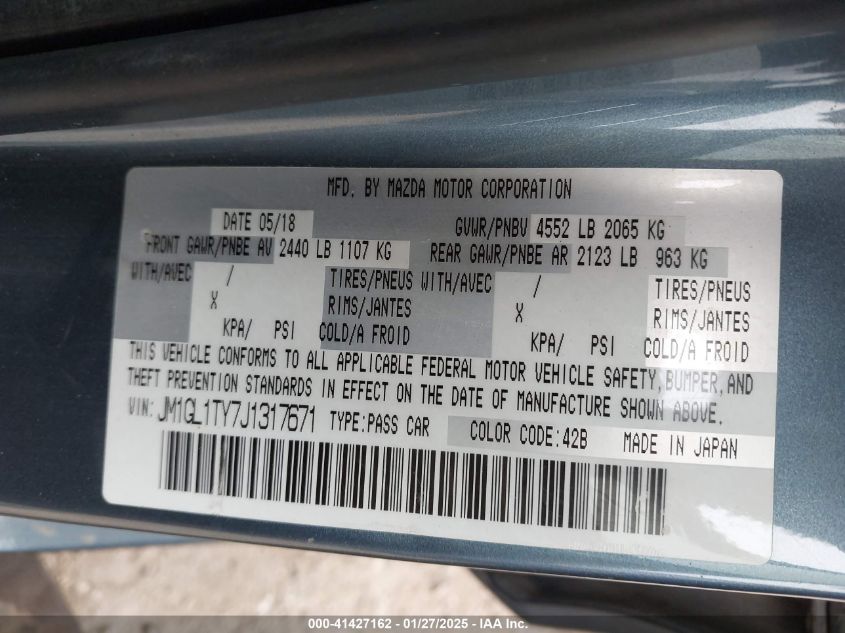 MFD. BY MAZDA MOTOR CORPORATION
DATE 05/18 GVWR/PNBV 4552 LB 2065 KG
FRONT GAWR/PNBE AV 2440 LB 1107 KG REAR GAWR/PNBE AR 2123 LB 963 KG
WITH/AVEC / TIRES/PNEUS WITH/AVEC / TIRES/PNEUS
X RIMS/JANTES X RIMS/JANTES
KPA/ PSI COLD/A FROID KPA/ PSI COLD/A FROID
THIS VEHICLE CONFORMS TO ALL APPLICABLE FEDERAL MOTOR VEHICLE SAFETY, BUMPER, AND
THEFT PREVENTION STANDARDS IN EFFECT ON THE DATE OF MANUFACTURE SHOWN ABOVE.
VIN: JM1GL1TY7J1317671 TYPE: PASS CAR COLOR CODE: 42B MADE IN JAPAN
000-41427162 — 01/27/2025 — IAA Inc.